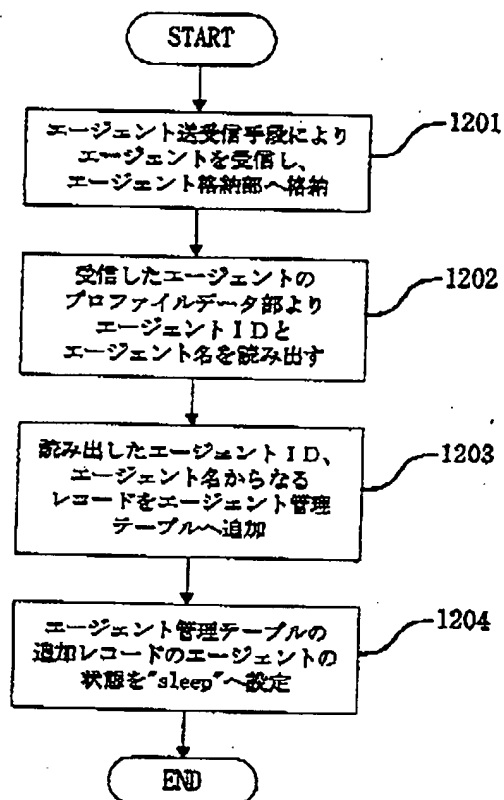 START
エージェント送受信手段により
エージェントを受信し、
エージェント格納部へ格納
1201
受信したエージェントの
プロファイルデータ部より
エージェントIDと
エージェント名を読み出す
1202
読み出したエージェントID、
エージェント名からなる
レコードをエージェント管理
テーブルへ追加
1203
エージェント管理テーブルの
追加レコードのエージェントの
状態を"sleep"へ設定
1204
END